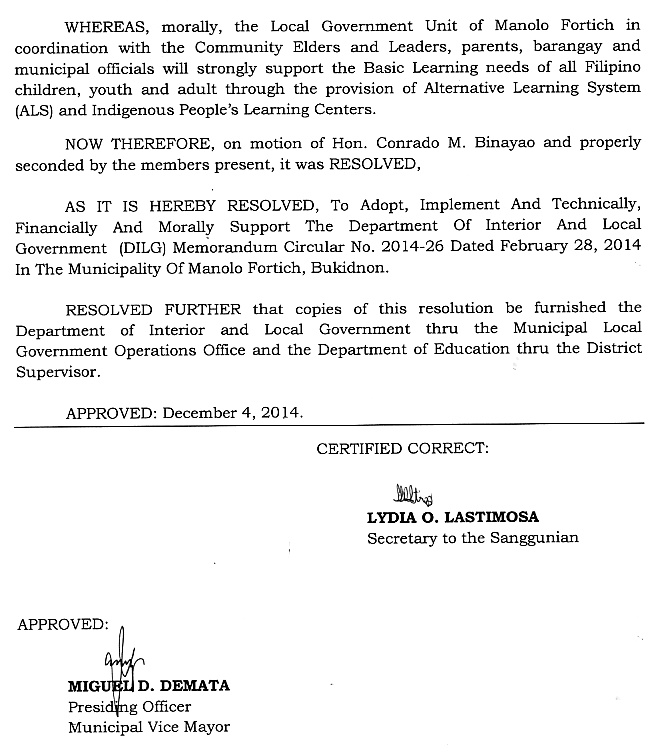 WHEREAS, morally, the Local Government Unit of Manolo Fortich in
coordination with the Community Elders and Leaders, parents, barangay and
municipal officials will strongly support the Basic Learning needs of all Filipino
children, youth and adult through the provision of Alternative Learning System
(ALS) and Indigenous People's Learning Centers.
NOW THEREFORE, on motion of Hon. Conrado M. Binayao and properly
seconded by the members present, it was RESOLVED,
AS IT IS HEREBY RESOLVED, To Adopt, Implement And Technically,
Financially And Morally Support The Department Of Interior And Local
Government (DILG) Memorandum Circular No. 2014-26 Dated February 28, 2014
In The Municipality Of Manolo Fortich, Bukidnon.
RESOLVED FURTHER that copies of this resolution be furnished the
Department of Interior and Local Government thru the Municipal Local
Government Operations Office and the Department of Education thru the District
Supervisor.
APPROVED: December 4, 2014.
CERTIFIED CORRECT:
LYDIA O. LASTIMOSA
Secretary to the Sanggunian
APPROVED:
MIGUEL D. DEMATA
Presiding Officer
Municipal Vice Mayor